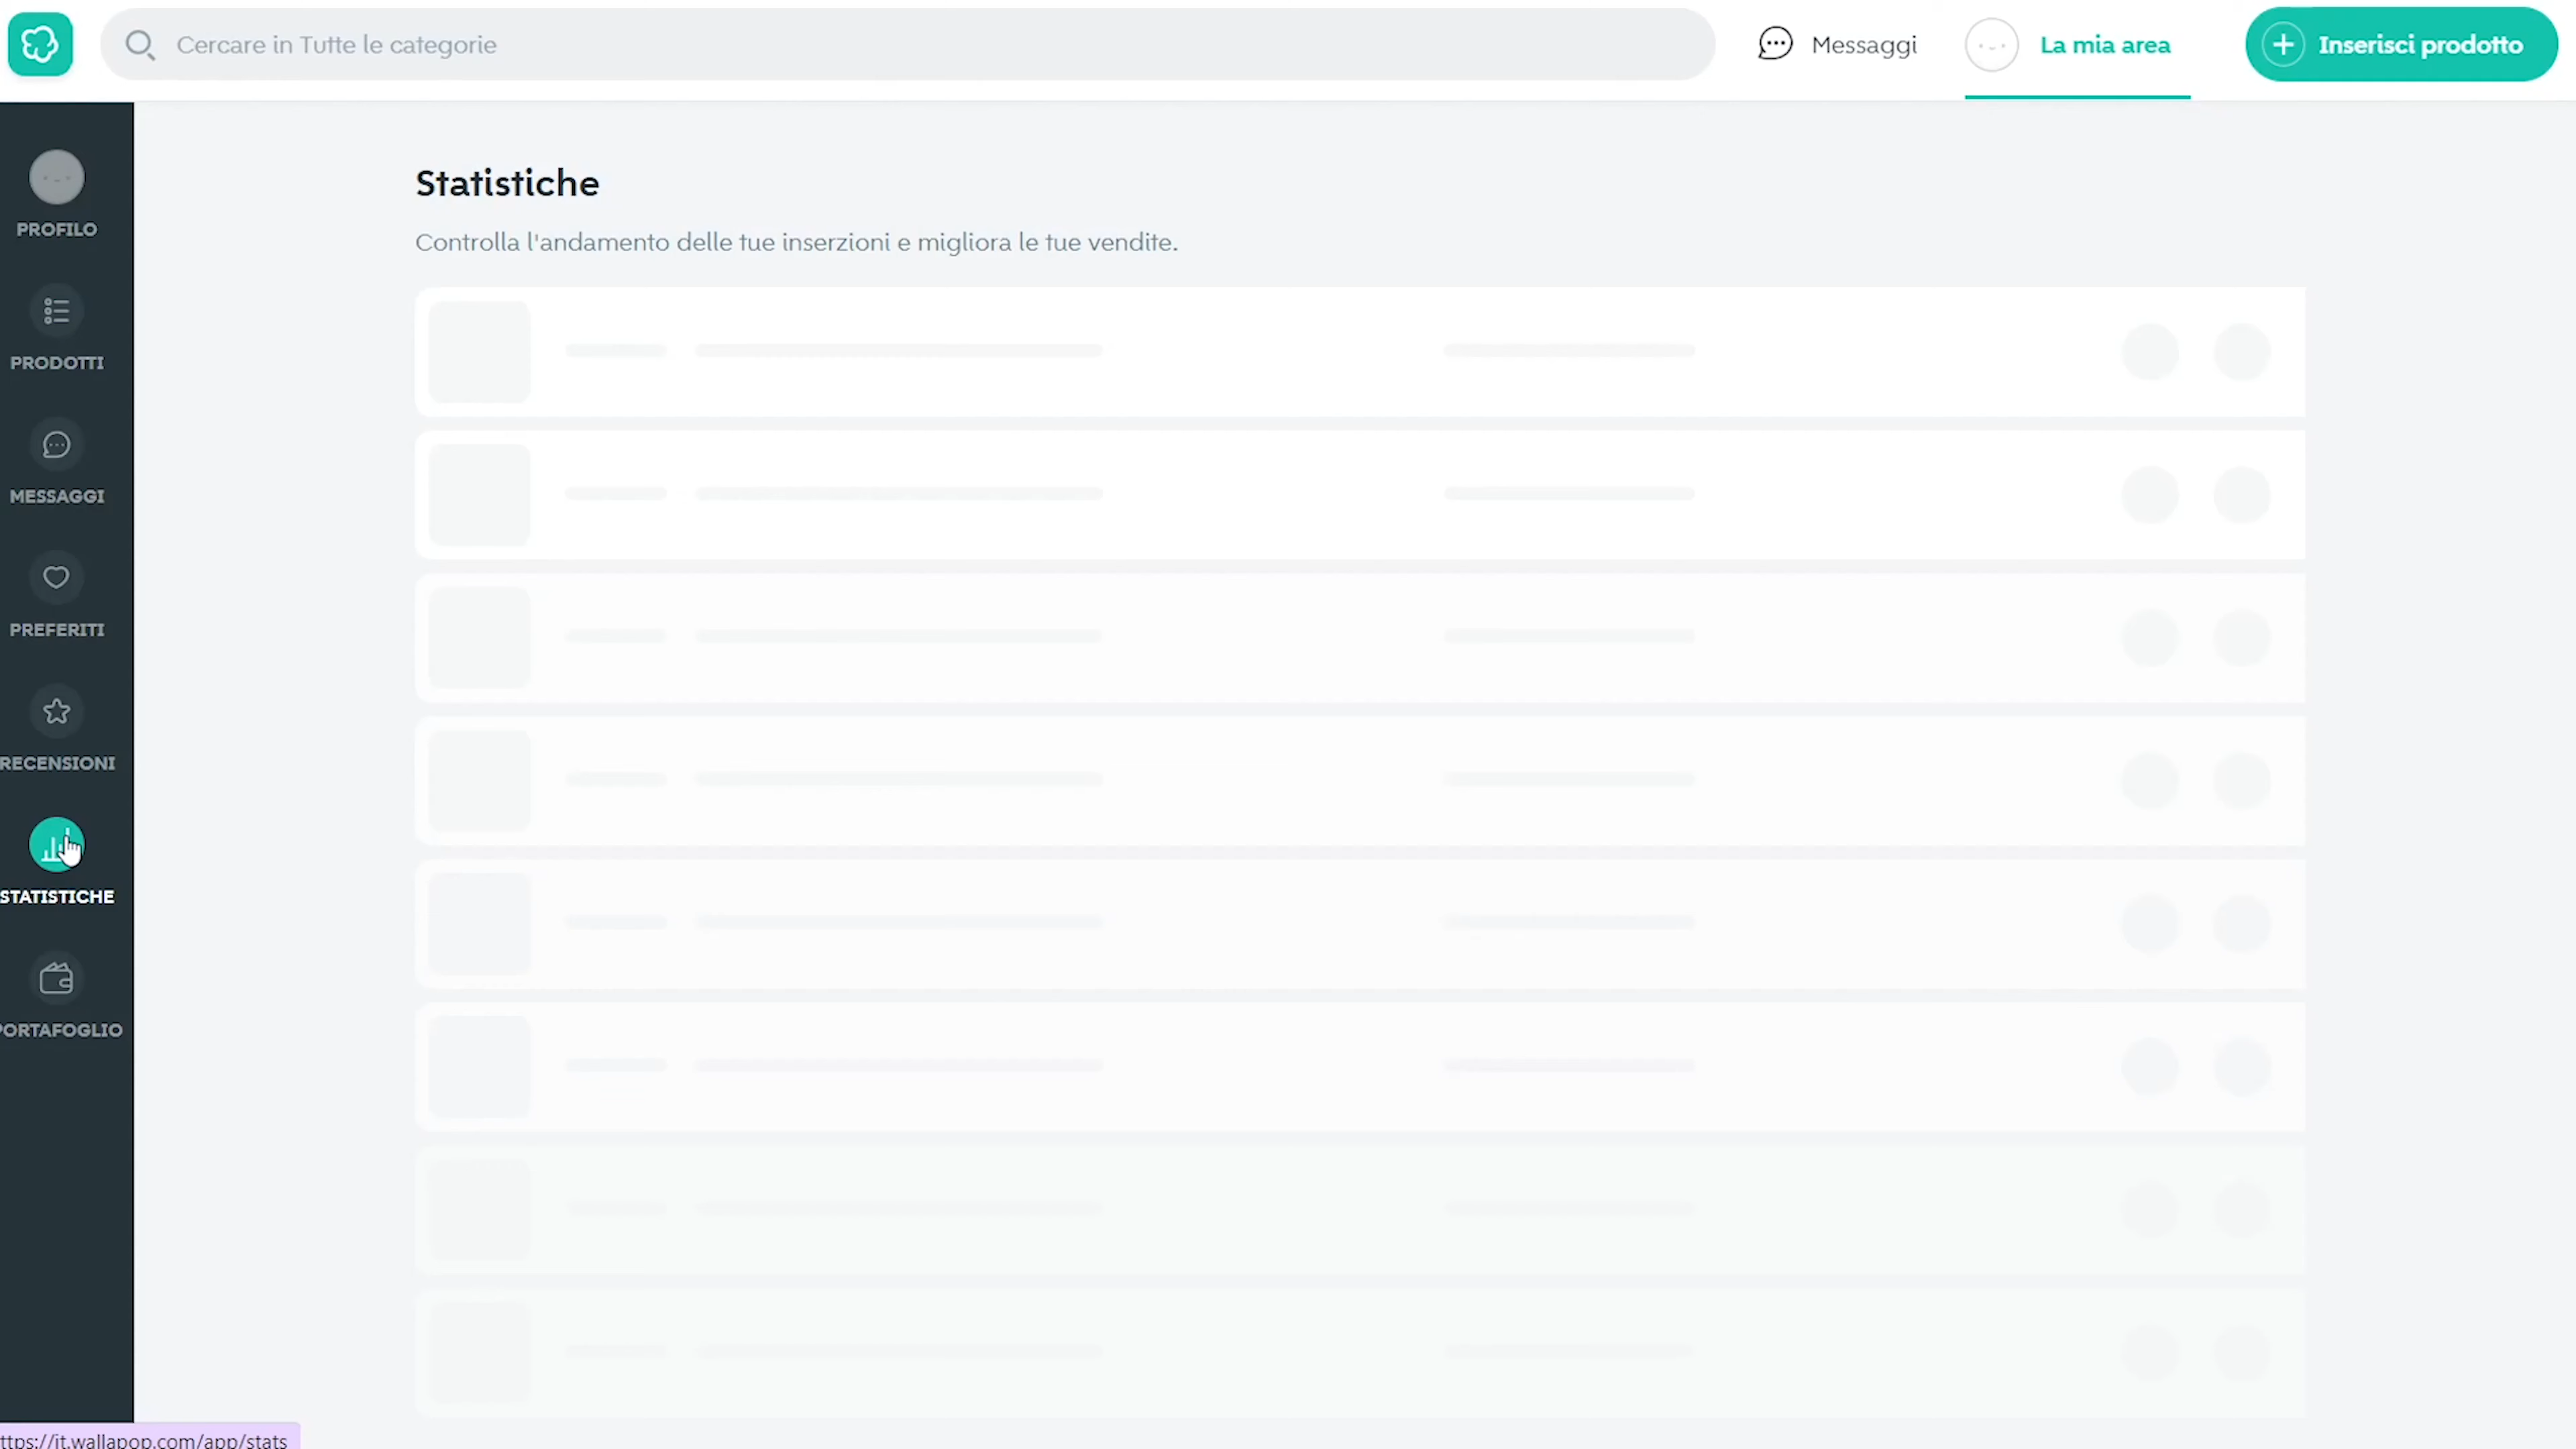 Cercare in Tutte le categorie
Messaggi
La mia area
Inserisci prodotto
PROFILO
PRODOTTI
MESSAGGI
PREFERITI
RECENSIONI
STATISTICHE
PORTAFOGLIO
Statistiche
Controlla l'andamento delle tue inserzioni e migliora le tue vendite.
ttps://it.wallapop.com/app/stats